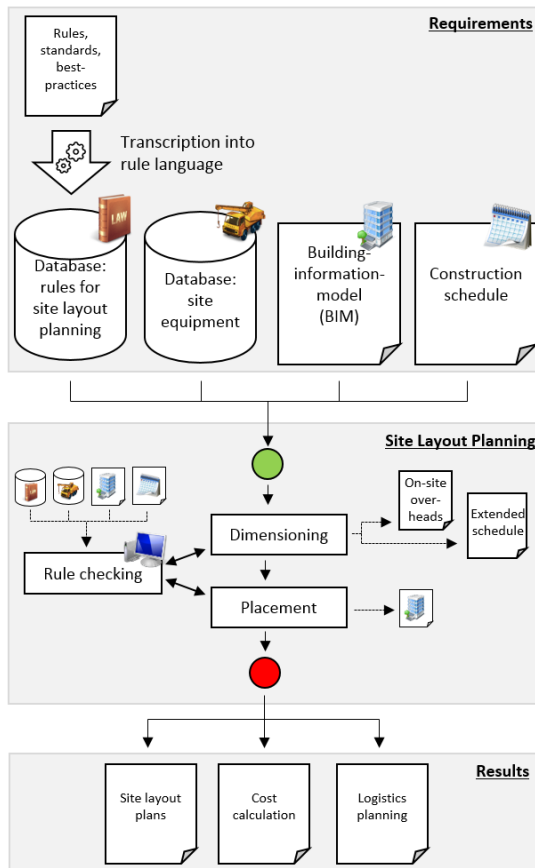 Requirements
Rules,
standards,
best-
practices
Transcription into
rule language
LAW
Database:
rules for
site layout
planning
Database:
site
equipment
Building-
information-
model
(BIM)
Construction
schedule
Site Layout Planning
On-site
over-
heads
Extended
schedule
Dimensioning
Rule checking
Placement
Results
Site layout
plans
Cost
calculation
Logistics
planning